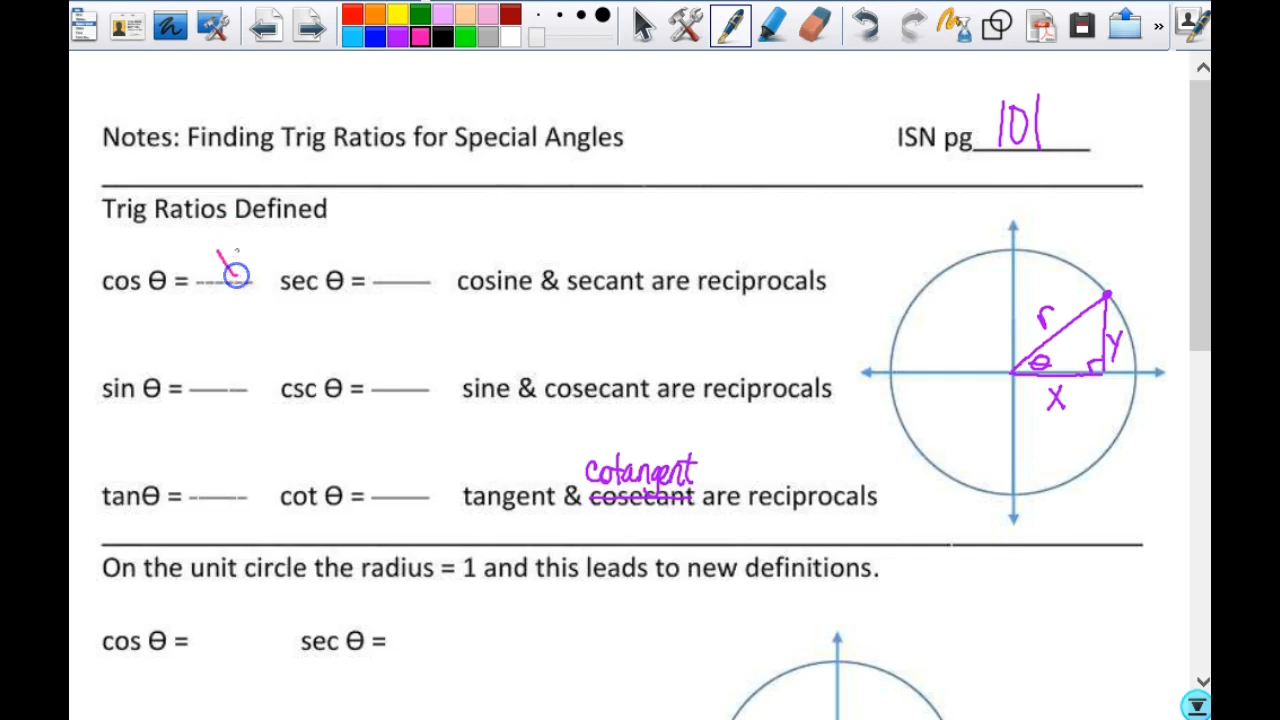 Notes: Finding Trig Ratios for Special Angles ISN pg 101
Trig Ratios Defined
cos Ɵ = sec Ɵ = cosine & secant are reciprocals
r
Ɵ
y
x
sin Ɵ = csc Ɵ = sine & cosecant are reciprocals
cotangent
tanƟ = cot Ɵ = tangent & cosecant are reciprocals
On the unit circle the radius = 1 and this leads to new definitions.
cos Ɵ = sec Ɵ =